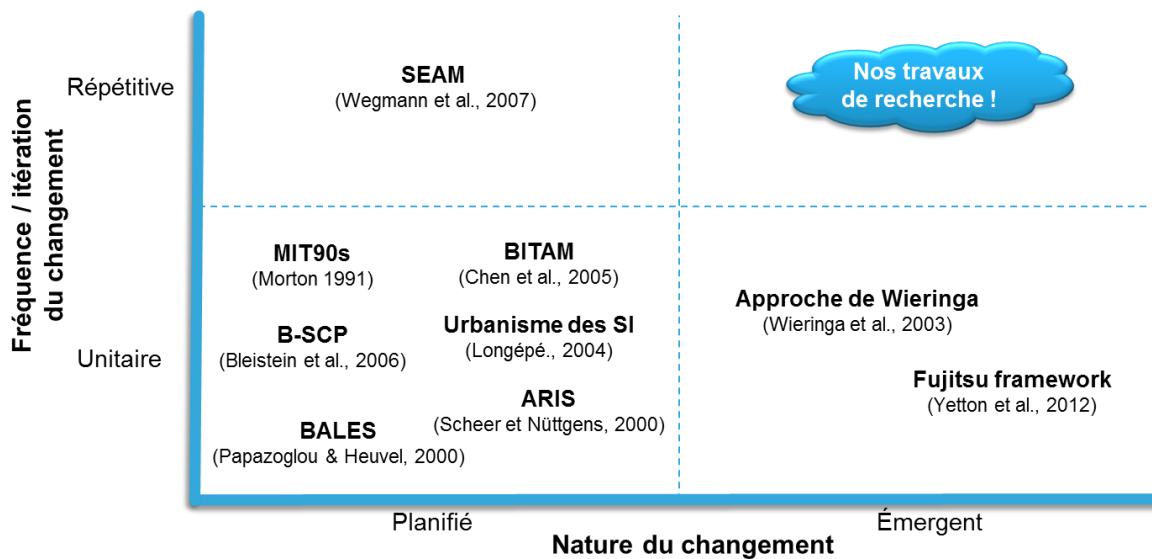 Fréquence / itération
du changement
Répétitive
Unitaire
SEAM
(Wegmann et al., 2007)
Nos travaux
de recherche !
MIT90s
(Morton 1991)
BITAM
(Chen et al., 2005)
B-SCP
(Bleistein et al., 2006)
Urbanisme des SI
(Longépé., 2004)
BALES
(Papazoglou & Heuvel, 2000)
ARIS
(Scheer et Nüttgens, 2000)
Approche de Wieringa
(Wieringa et al., 2003)
Fujitsu framework
(Yetton et al., 2012)
Planifié
Émergent
Nature du changement